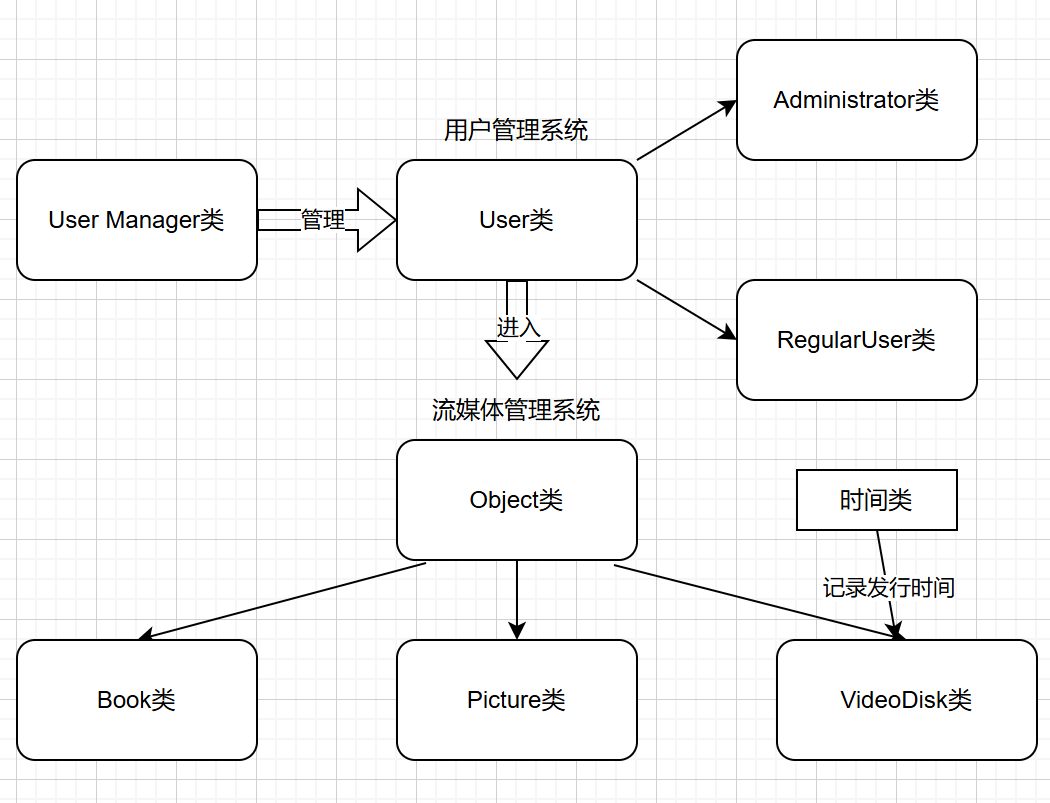 Administrator类
用户管理系统
User Manager类
管理
User类
进入
RegularUser类
流媒体管理系统
Object类
时间类
记录发行时间
Book类
Picture类
VideoDisk类